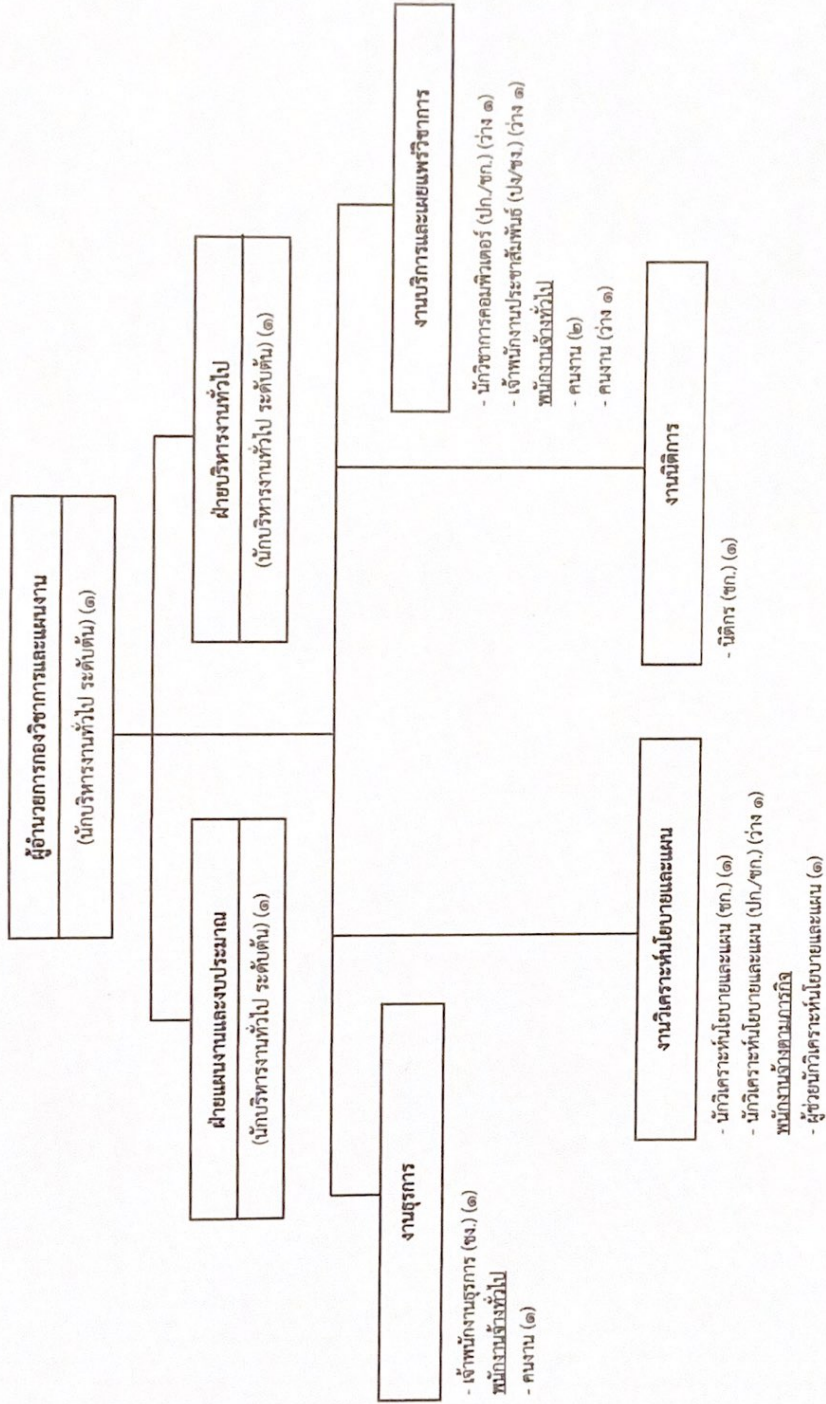 ผู้อำนวยการกองวิชาการและแผนงาน
(นักบริหารงานทั่วไป ระดับต้น) (๑)
ฝ่ายแผนงานและงบประมาณ
(นักบริหารงานทั่วไป ระดับต้น) (๑)
ฝ่ายบริหารงานทั่วไป
(นักบริหารงานทั่วไป ระดับต้น) (๑)
งานธุรการ
- เจ้าพนักงานธุรการ (ชง.) (๑)
พนักงานจ้างทั่วไป
- คนงาน (๑)
งานบริการและเผยแพร่วิชาการ
- นักวิชาการคอมพิวเตอร์ (ปก./ชก.) (ว่าง ๑)
- เจ้าพนักงานประชาสัมพันธ์ (ปง/ชง.) (ว่าง ๑)
พนักงานจ้างทั่วไป
- คนงาน (๒)
- คนงาน (ว่าง ๑)
งานวิเคราะห์นโยบายและแผน
- นักวิเคราะห์นโยบายและแผน (ชก.) (๑)
- นักวิเคราะห์นโยบายและแผน (ปก./ชก.) (ว่าง ๑)
พนักงานจ้างตามภารกิจ
- ผู้ช่วยนักวิเคราะห์นโยบายและแผน (๑)
งานนิติการ
- นิติกร (ชก.) (๑)